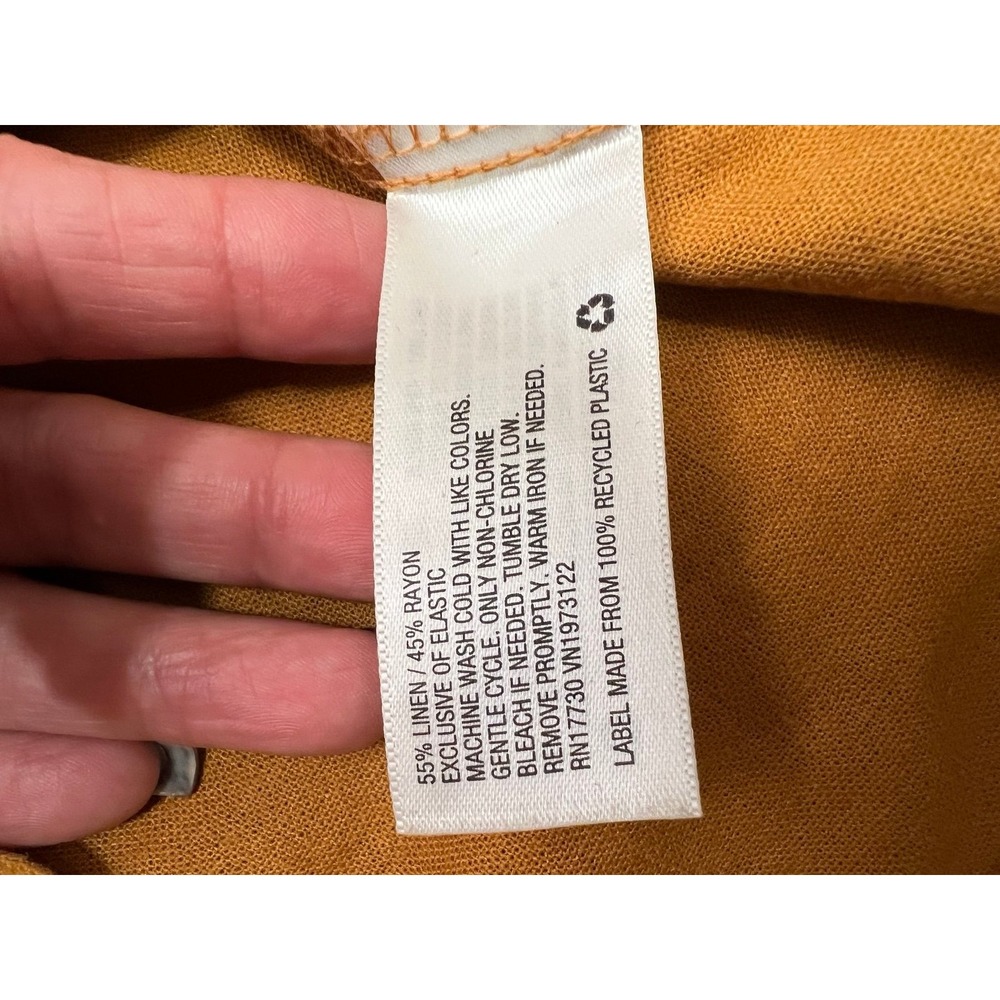 55% LINEN / 45% RAYON
EXCLUSIVE OF ELASTIC
MACHINE WASH COLD WITH LIKE COLORS.
GENTLE CYCLE. ONLY NON-CHLORINE
BLEACH IF NEEDED. TUMBLE DRY LOW.
REMOVE PROMPTLY. WARM IRON IF NEEDED.
RN17730 VN1973122
LABEL MADE FROM 100% RECYCLED PLASTIC